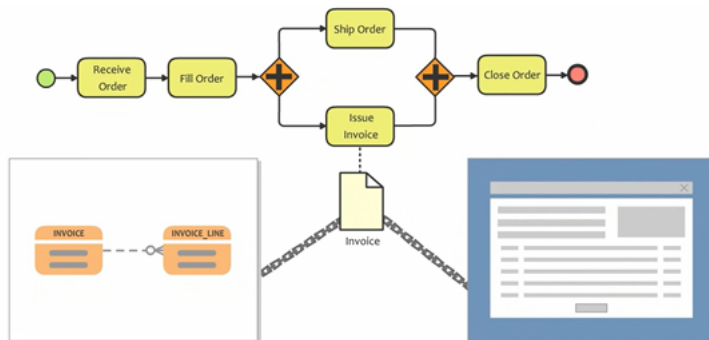 Ship Order
Receive
Order
Fill Order
Close Order
Issue
Invoice
INVOICE
INVOICE_LINE
Invoice